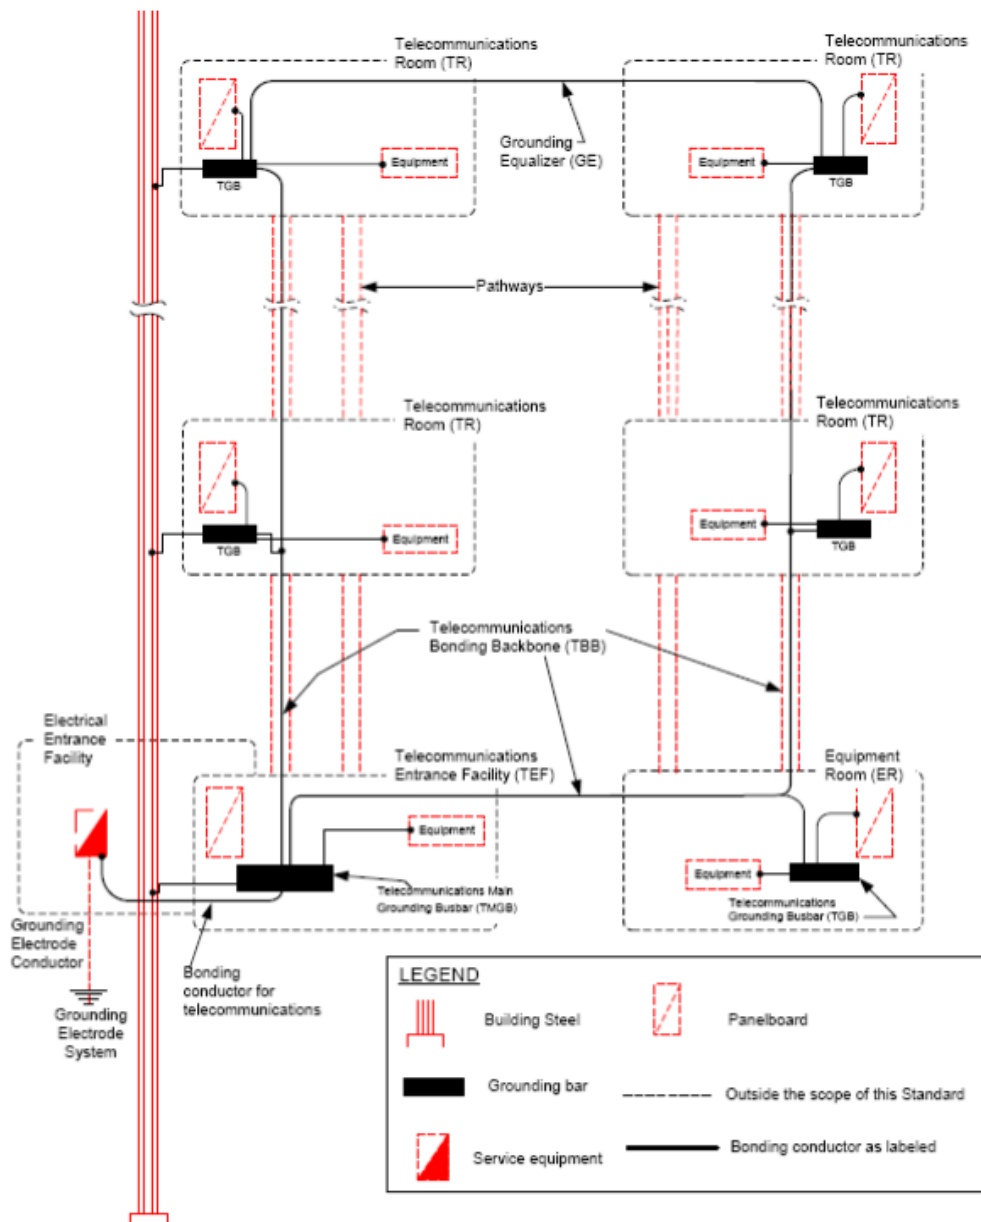 Telecommunications
Room (TR)
Telecommunications
Room (TR)
Grounding
Equalizer (GE)
Equipment
TGB
Equipment
TGB
Pathways
Telecommunications
Room (TR)
Telecommunications
Room (TR)
Equipment
TGB
Equipment
TGB
Telecommunications
Bonding Backbone (TBB)
Electrical
Entrance
Facility
Telecommunications
Entrance Facility (TEF)
Equipment
Room (ER)
Equipment
Equipment
Telecommunications Main
Grounding Busbar (TMGB)
Telecommunications
Grounding Busbar (TGB)
Grounding
Electrode
Conductor
Bonding
conductor for
telecommunications
Grounding
Electrode
System
LEGEND
Building Steel
Panelboard
Grounding bar
Outside the scope of this Standard
Service equipment
Bonding conductor as labeled